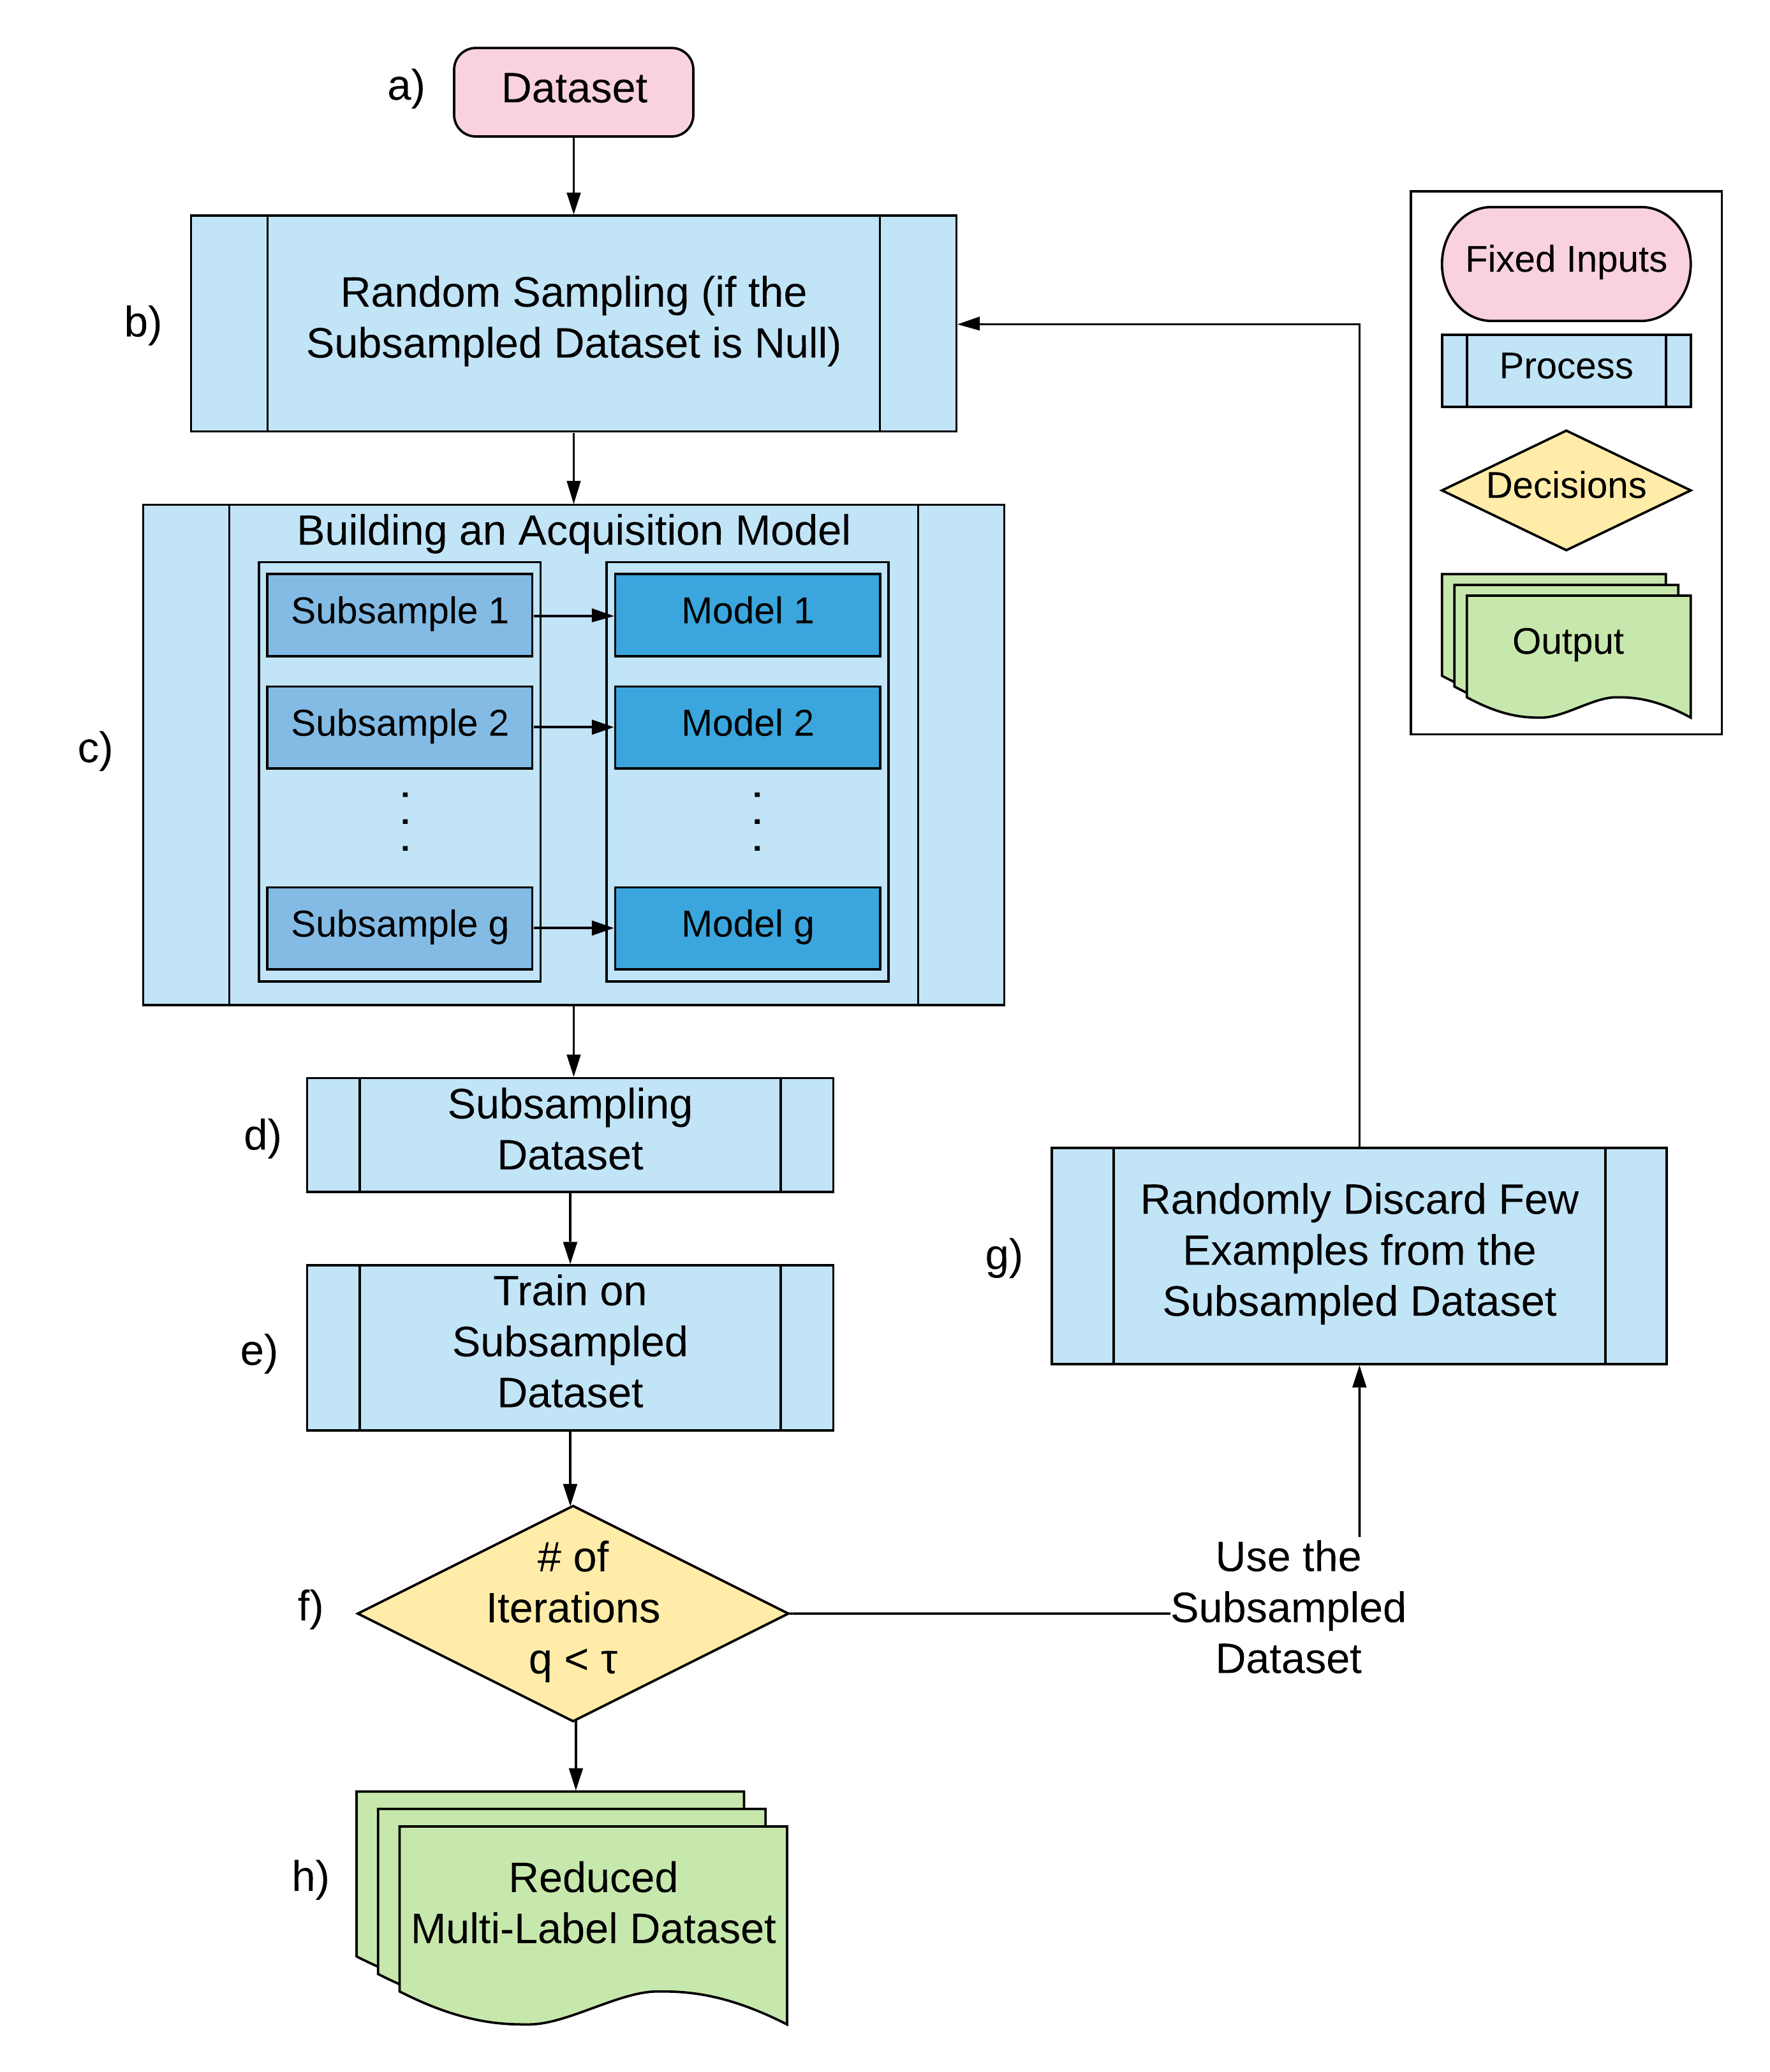 a)
Dataset
b)
Random Sampling (if the
Subsampled Dataset is Null)
c)
Building an Acquisition Model
Subsample 1
Model 1
Subsample 2
Model 2
Subsample g
Model g
d)
Subsampling
Dataset
e)
Train on
Subsampled
Dataset
f)
# of
Iterations
q < τ
Use the
Subsampled
Dataset
g)
Randomly Discard Few
Examples from the
Subsampled Dataset
h)
Reduced
Multi-Label Dataset
Fixed Inputs
Process
Decisions
Output